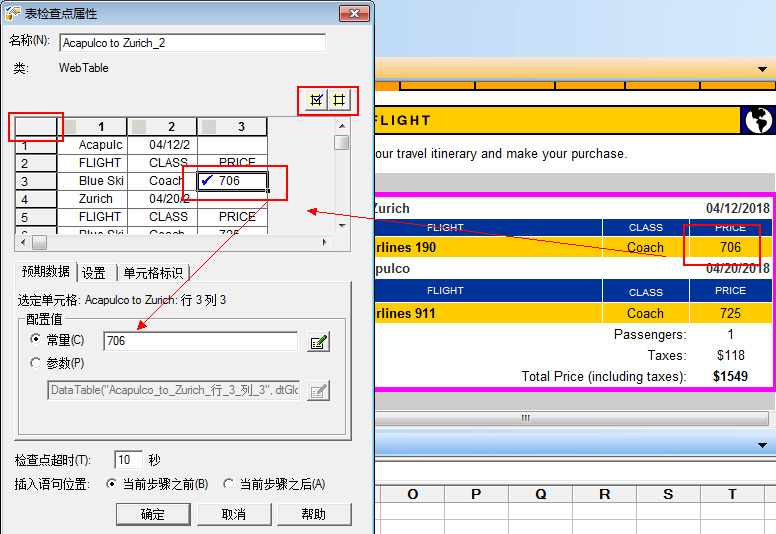 表检查点属性
名称(N): Acapulco to Zurich_2
类: WebTable
1 2 3
1 Acapulc 04/12/2
2 FLIGHT CLASS PRICE
3 Blue Ski Coach 706
4 Zurich 04/20/2
5 FLIGHT CLASS PRICE
预期数据 设置 单元格标识
选定单元格: Acapulco to Zurich: 行 3 列 3
配置值
常量(C) 706
参数(P)
DataTable("Acapulco_to_Zurich_行_3_列_3", dtGlo
检查点超时(T): 10 秒
插入语句位置: 当前步骤之前(B) 当前步骤之后(A)
确定 取消 帮助
FLIGHT
our travel itinerary and make your purchase.
Zurich 04/12/2018
FLIGHT CLASS PRICE
rlines 190 Coach 706
pulco 04/20/2018
FLIGHT CLASS PRICE
rlines 911 Coach 725
Passengers: 1
Taxes: $118
Total Price (including taxes): $1549
O P Q R S T